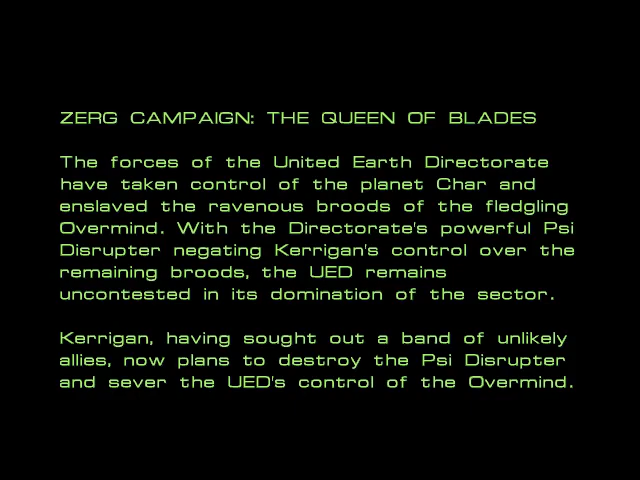 ZERG CAMPAIGN: THE QUEEN OF BLADES
The forces of the United Earth Directorate
have taken control of the planet Char and
enslaved the ravenous broods of the fledgling
Overmind. With the Directorate's powerful Psi
Disrupter negating Kerrigan's control over the
remaining broods, the UED remains
uncontested in its domination of the sector.
Kerrigan, having sought out a band of unlikely
allies, now plans to destroy the Psi Disrupter
and sever the UED's control of the Overmind.